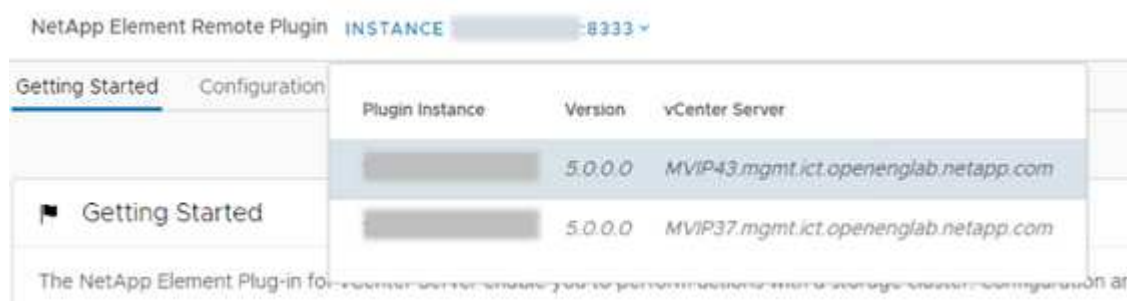 NetApp Element Remote Plugin INSTANCE :8333
Getting Started Configuration
Plugin Instance Version vCenter Server
5.0.0.0 MVIP43.mgmt.ict.openenglab.netapp.com
5.0.0.0 MVIP37.mgmt.ict.openenglab.netapp.com
Getting Started
The NetApp Element Plug-in for vCenter Server enable you to perform actions with a storage cluster. Configuration